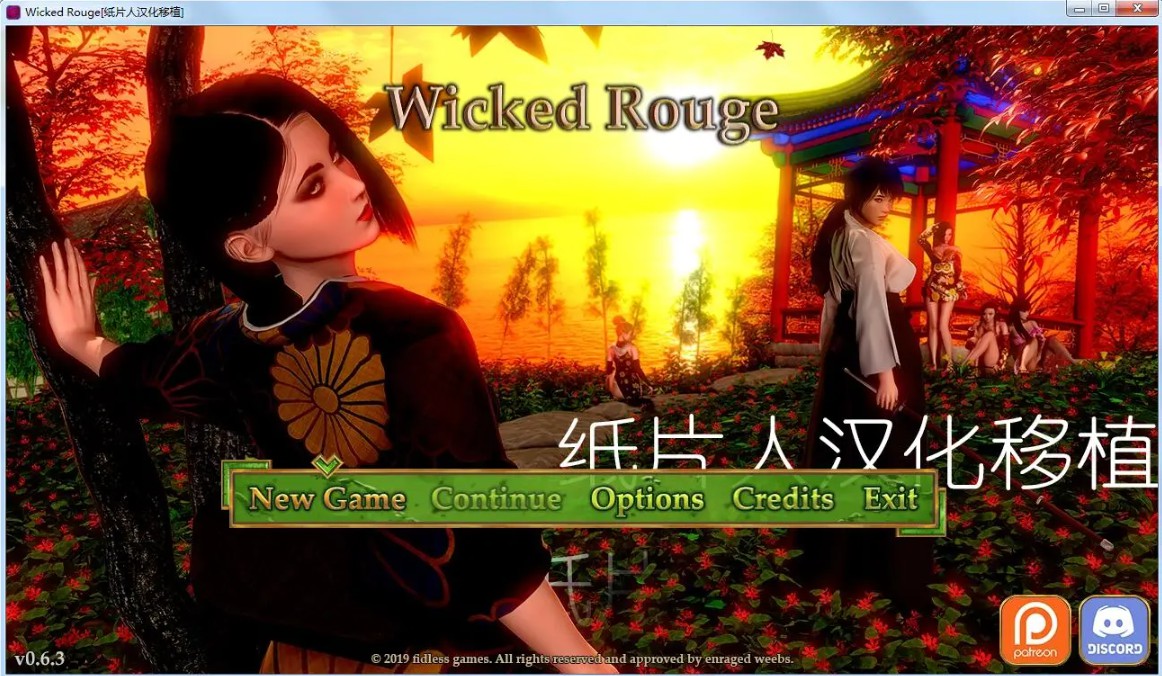 Wicked Rouge[纸片人汉化移植]
Wicked Rouge
纸片人汉化移植
New Game Continue Options Credits Exit
v0.6.3
© 2019 fidless games. All rights reserved and approved by enraged weebs.
patreon
DISCORD